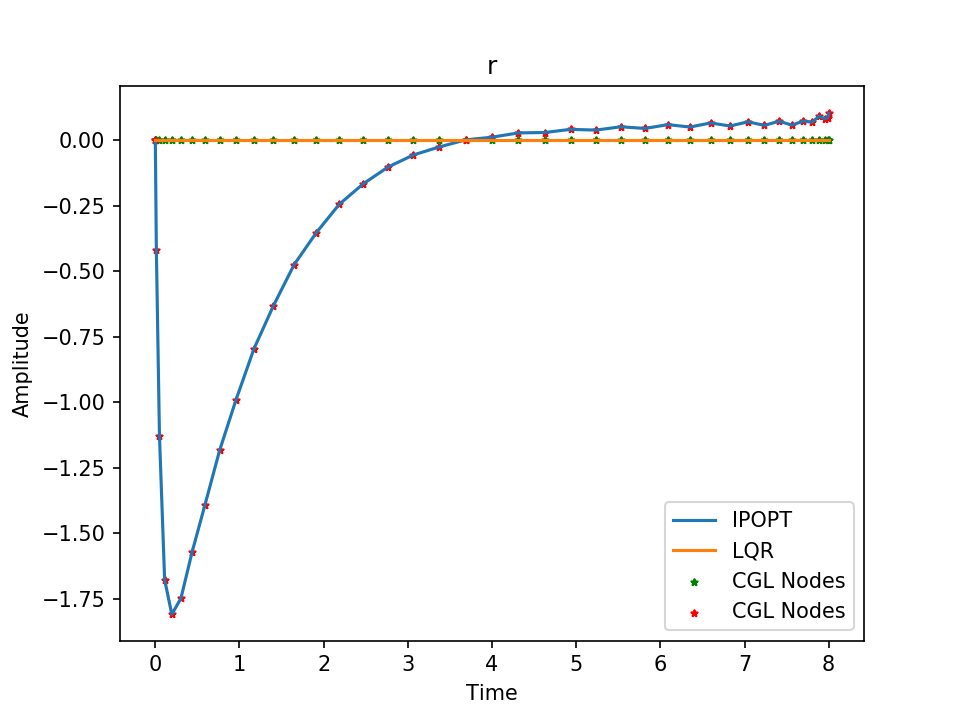 r
Amplitude
0.00
−0.25
−0.50
−0.75
−1.00
−1.25
−1.50
−1.75
IPOPT
LQR
CGL Nodes
CGL Nodes
0 1 2 3 4 5 6 7 8
Time